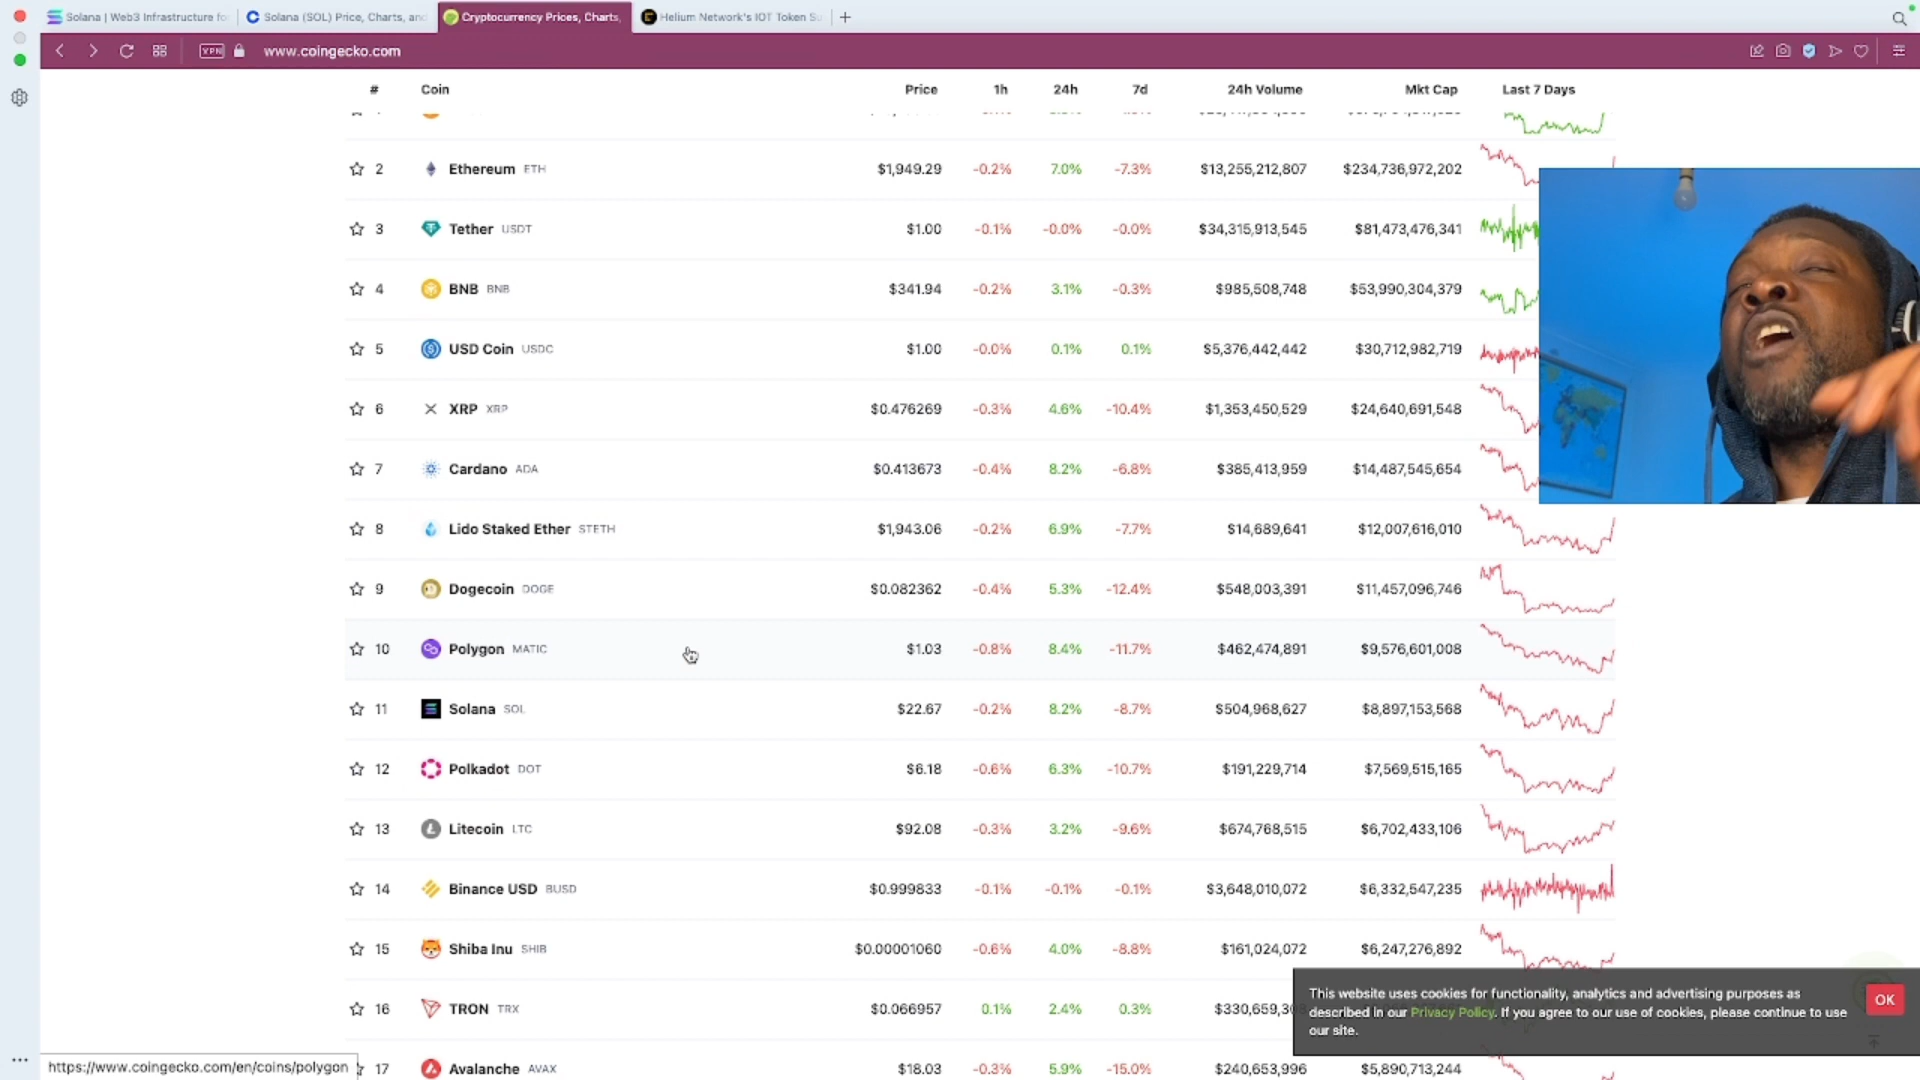 Solana | Web3 Infrastructure fo
Solana (SOL) Price, Charts, an
Cryptocurrency Prices, Charts,
Helium Network's IOT Token Su
VPN www.coingecko.com
# Coin Price 1h 24h 7d 24h Volume Mkt Cap Last 7 Days
2 Ethereum ETH $1,949.29 -0.2% 7.0% -7.3% $13,255,212,807 $234,736,972,202
3 Tether USDT $1.00 -0.1% -0.0% -0.0% $34,315,913,545 $81,473,476,341
4 BNB BNB $341.94 -0.2% 3.1% -0.3% $985,508,748 $53,990,304,379
5 USD Coin USDC $1.00 -0.0% 0.1% 0.1% $5,376,442,442 $30,712,982,719
6 XRP XRP $0.476269 -0.3% 4.6% -10.4% $1,353,450,529 $24,640,691,548
7 Cardano ADA $0.413673 -0.4% 8.2% -6.8% $385,413,959 $14,487,545,654
8 Lido Staked Ether STETH $1,943.06 -0.2% 6.9% -7.7% $14,689,641 $12,007,616,010
9 Dogecoin DOGE $0.082362 -0.4% 5.3% -12.4% $548,003,391 $11,457,096,746
10 Polygon MATIC $1.03 -0.8% 8.4% -11.7% $462,474,891 $9,576,601,008
11 Solana SOL $22.67 -0.2% 8.2% -8.7% $504,968,627 $8,897,153,568
12 Polkadot DOT $6.18 -0.6% 6.3% -10.7% $191,229,714 $7,569,515,165
13 Litecoin LTC $92.08 -0.3% 3.2% -9.6% $674,768,515 $6,702,433,106
14 Binance USD BUSD $0.999833 -0.1% -0.1% -0.1% $3,648,010,072 $6,332,547,235
15 Shiba Inu SHIB $0.00001060 -0.6% 4.0% -8.8% $161,024,072 $6,247,276,892
16 TRON TRX $0.066957 0.1% 2.4% 0.3% $330,659,3
17 Avalanche AVAX $18.03 -0.3% 5.9% -15.0% $240,653,996 $5,890,713,244
This website uses cookies for functionality, analytics and advertising purposes as
described in our Privacy Policy. If you agree to our use of cookies, please continue to use
our site.
OK
https://www.coingecko.com/en/coins/polygon